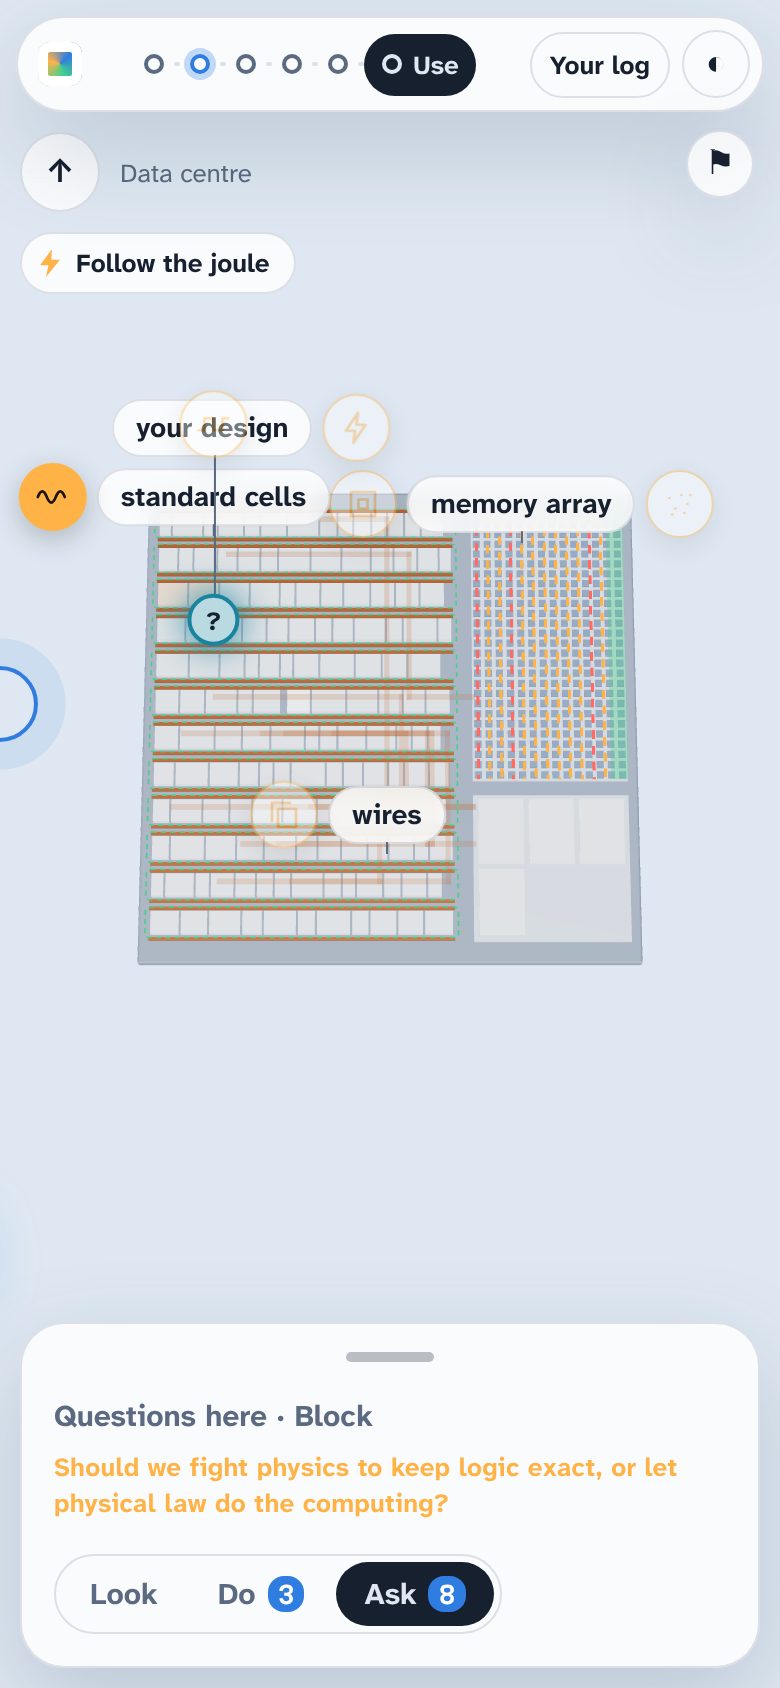 Use
Your log
Data centre
Follow the joule
your design
standard cells
memory array
?
wires
Questions here · Block
Should we fight physics to keep logic exact, or let
physical law do the computing?
Look
Do 3
Ask 8